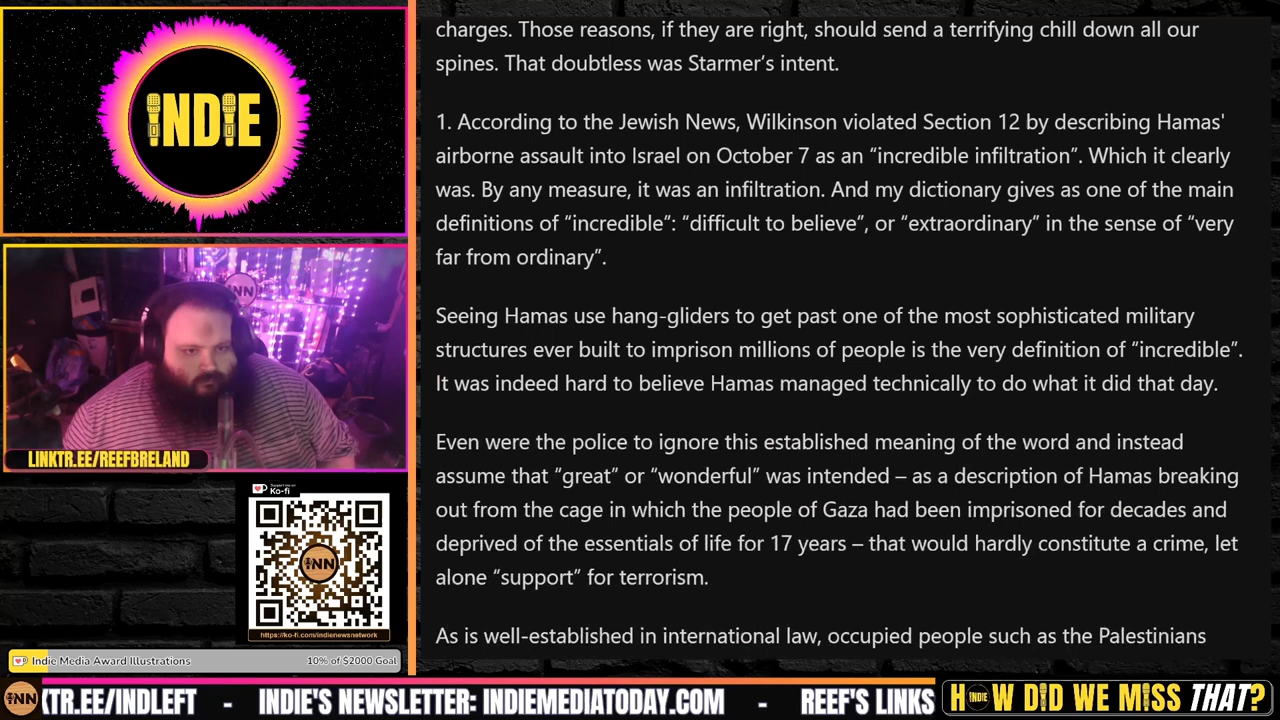 INDIE
charges. Those reasons, if they are right, should send a terrifying chill down all our
spines. That doubtless was Starmer’s intent.
1. According to the Jewish News, Wilkinson violated Section 12 by describing Hamas'
airborne assault into Israel on October 7 as an “incredible infiltration”. Which it clearly
was. By any measure, it was an infiltration. And my dictionary gives as one of the main
definitions of “incredible”: “difficult to believe”, or “extraordinary” in the sense of “very
far from ordinary”.
Seeing Hamas use hang-gliders to get past one of the most sophisticated military
structures ever built to imprison millions of people is the very definition of “incredible”.
It was indeed hard to believe Hamas managed technically to do what it did that day.
Even were the police to ignore this established meaning of the word and instead
assume that “great” or “wonderful” was intended – as a description of Hamas breaking
out from the cage in which the people of Gaza had been imprisoned for decades and
deprived of the essentials of life for 17 years – that would hardly constitute a crime, let
alone “support” for terrorism.
As is well-established in international law, occupied people such as the Palestinians
NN
LINKTR.EE/REEFBRELAND
Support me on
Ko-fi
INN
https://ko-fi.com/indienewsnetwork
Indie Media Award Illustrations 10% of $2000 Goal
INN KTR.EE/INDLEFT - INDIE'S NEWSLETTER: INDIEMEDIATODAY.COM - REEF'S LINKS
HOW DID WE MISS THAT?
INDIE